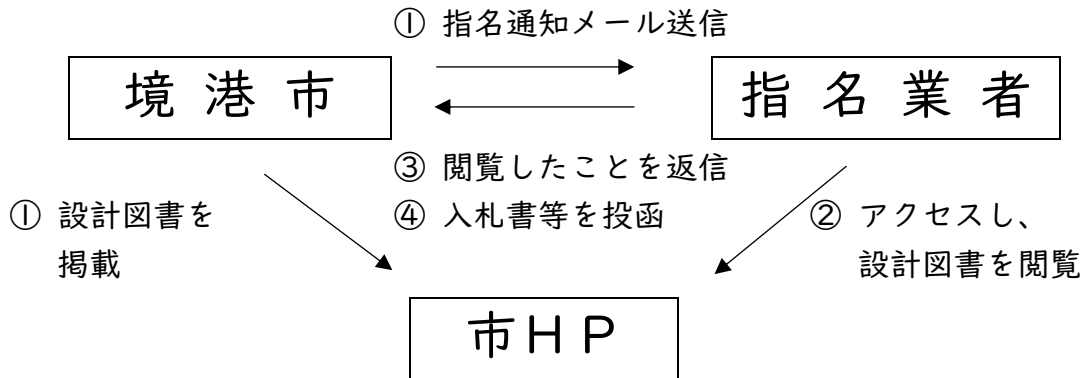 ① 指名通知メール送信
境港市
指名業者
③ 閲覧したことを返信
④ 入札書等を投函
① 設計図書を
掲載
② アクセスし、
設計図書を閲覧
市HP